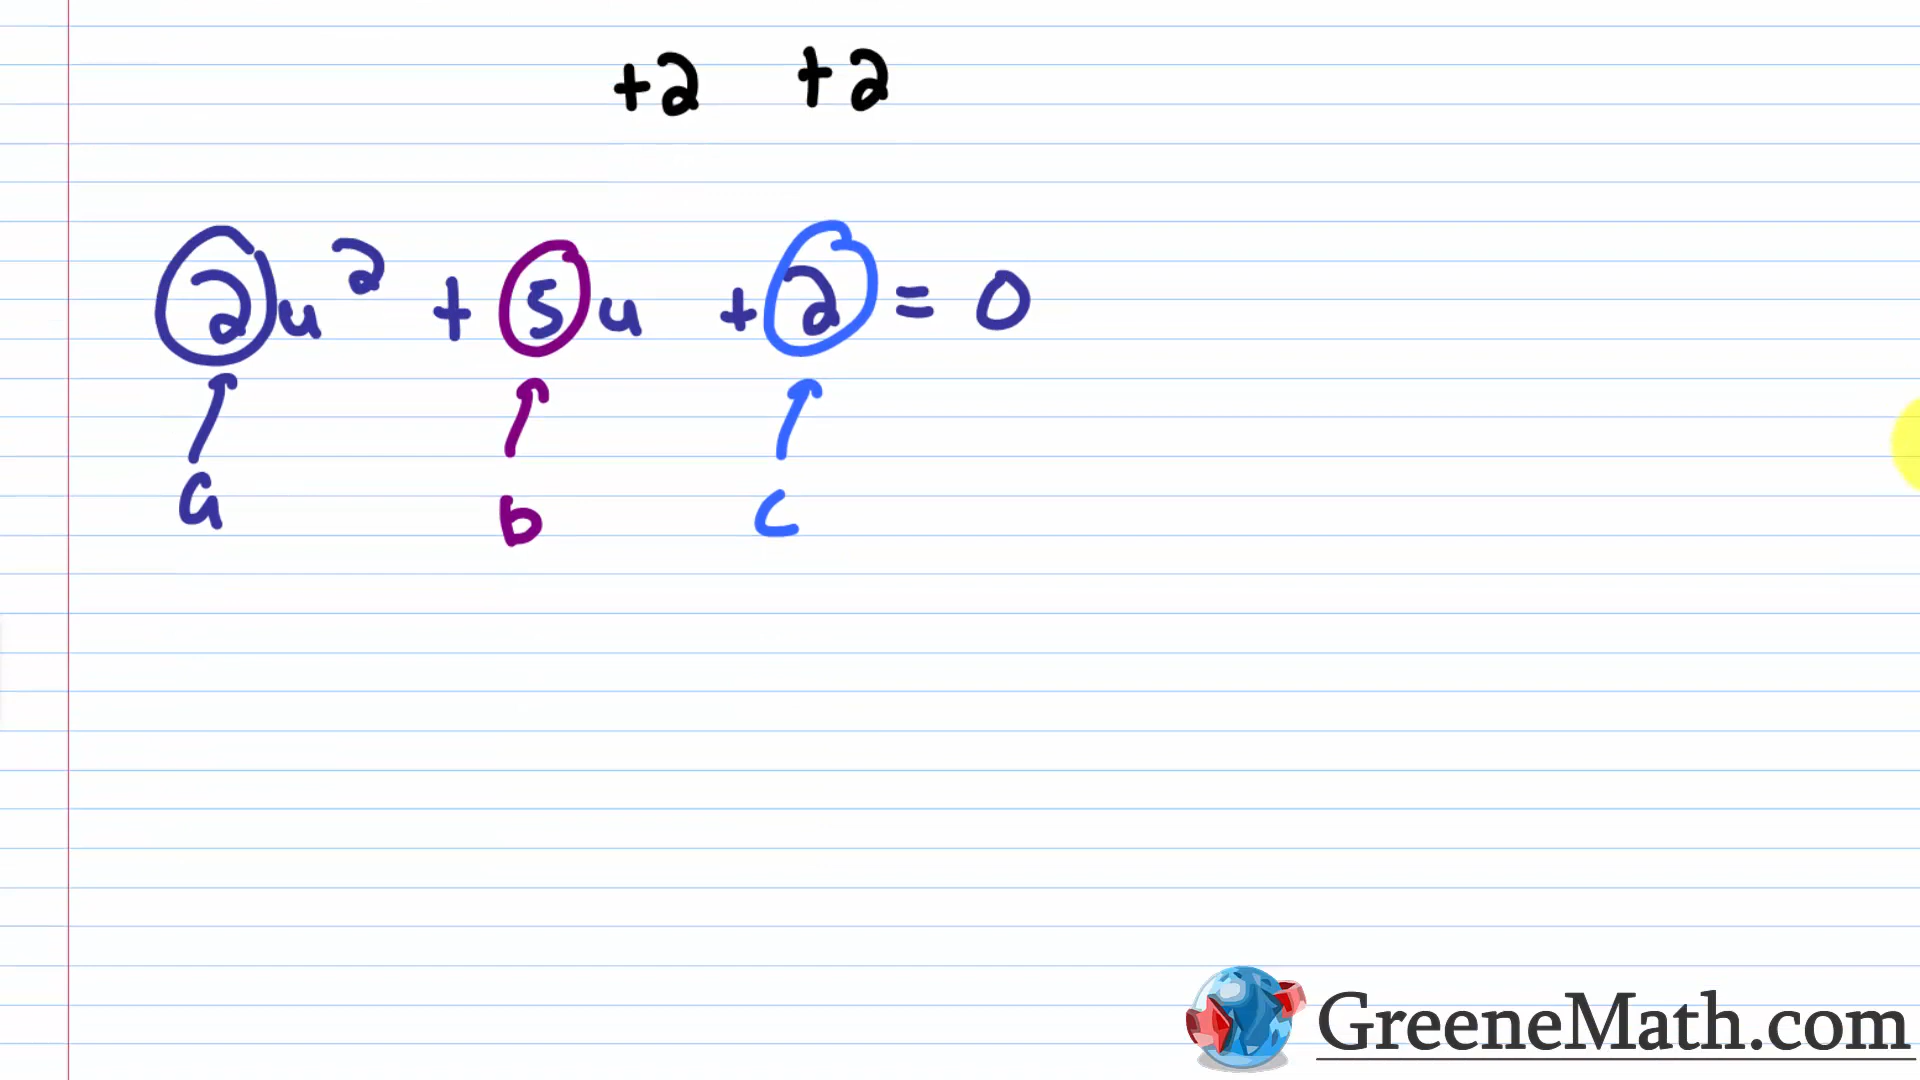 +2 +2
2u² + 5u + 2 = 0
a b c
GreeneMath.com